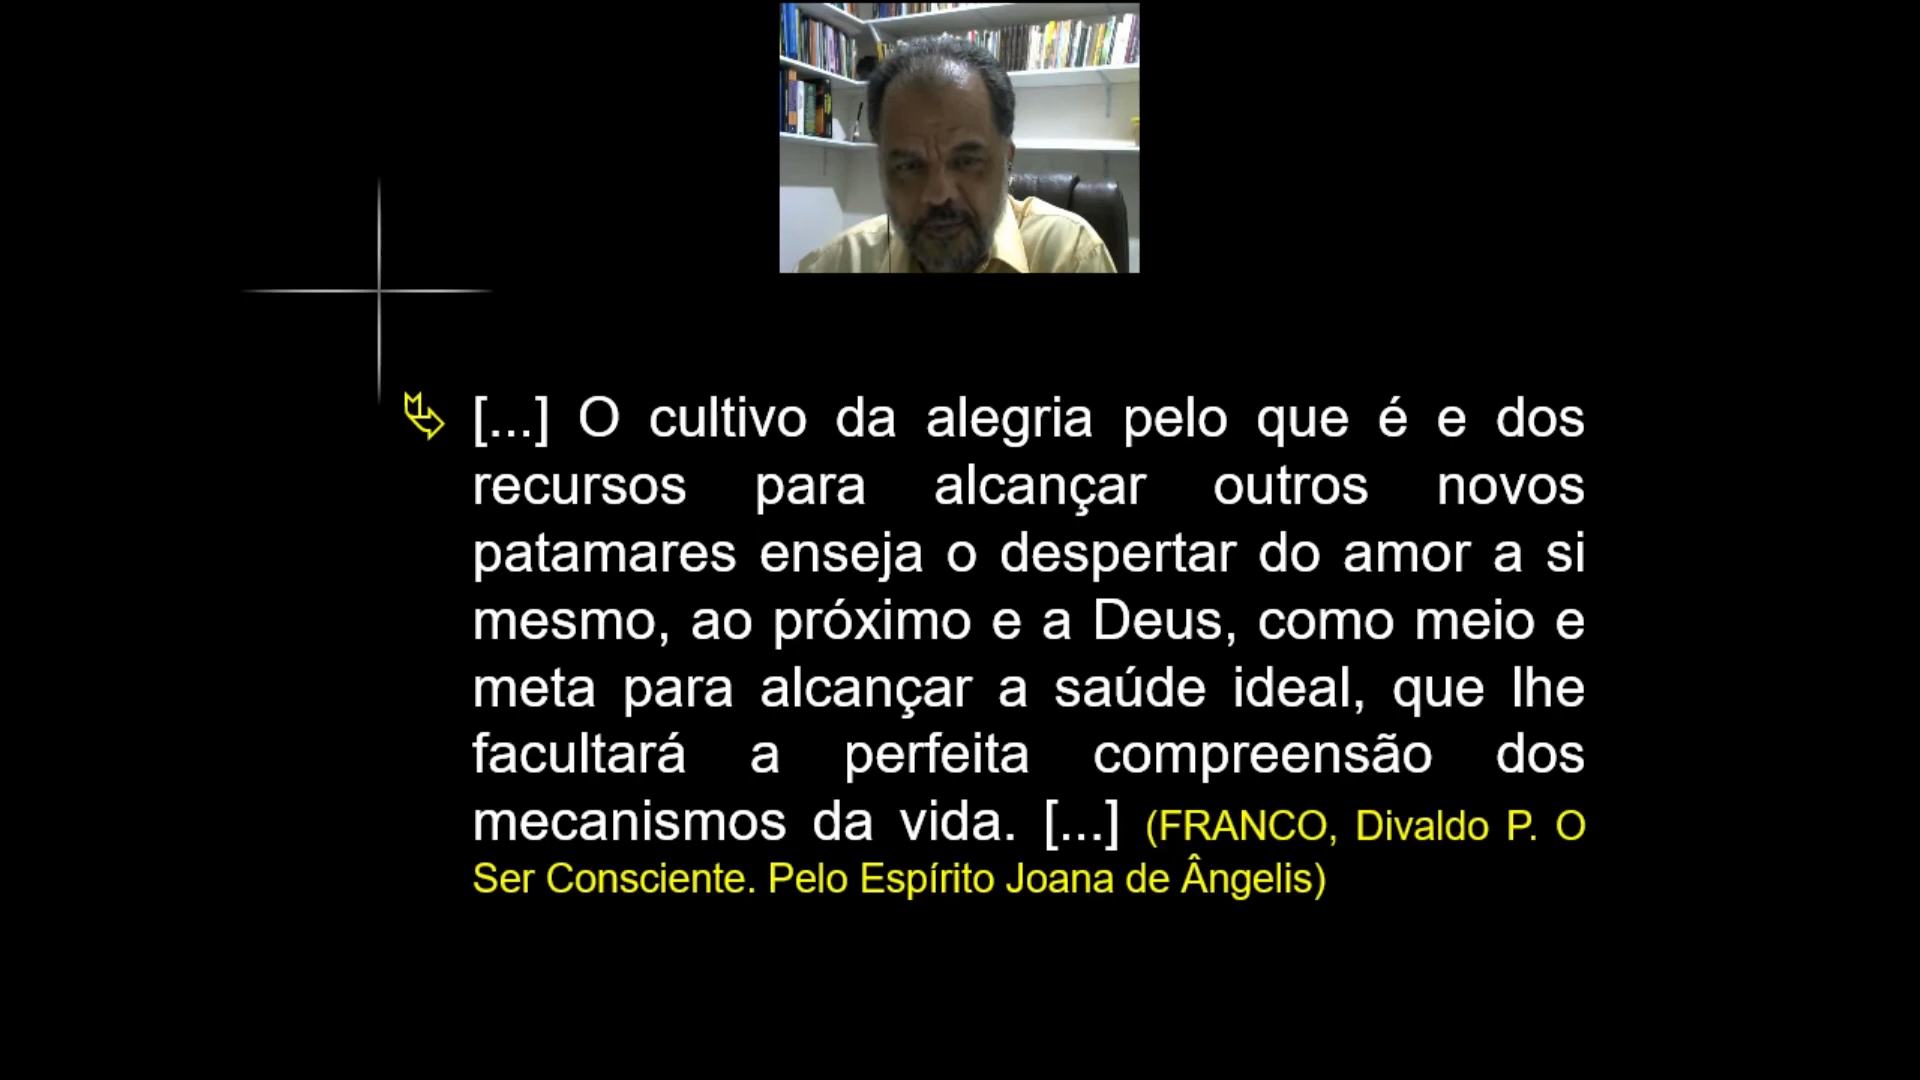 [...] O cultivo da alegria pelo que é e dos
recursos para alcançar outros novos
patamares enseja o despertar do amor a si
mesmo, ao próximo e a Deus, como meio e
meta para alcançar a saúde ideal, que lhe
facultará a perfeita compreensão dos
mecanismos da vida. [...] (FRANCO, Divaldo P. O
Ser Consciente. Pelo Espírito Joana de Ângelis)